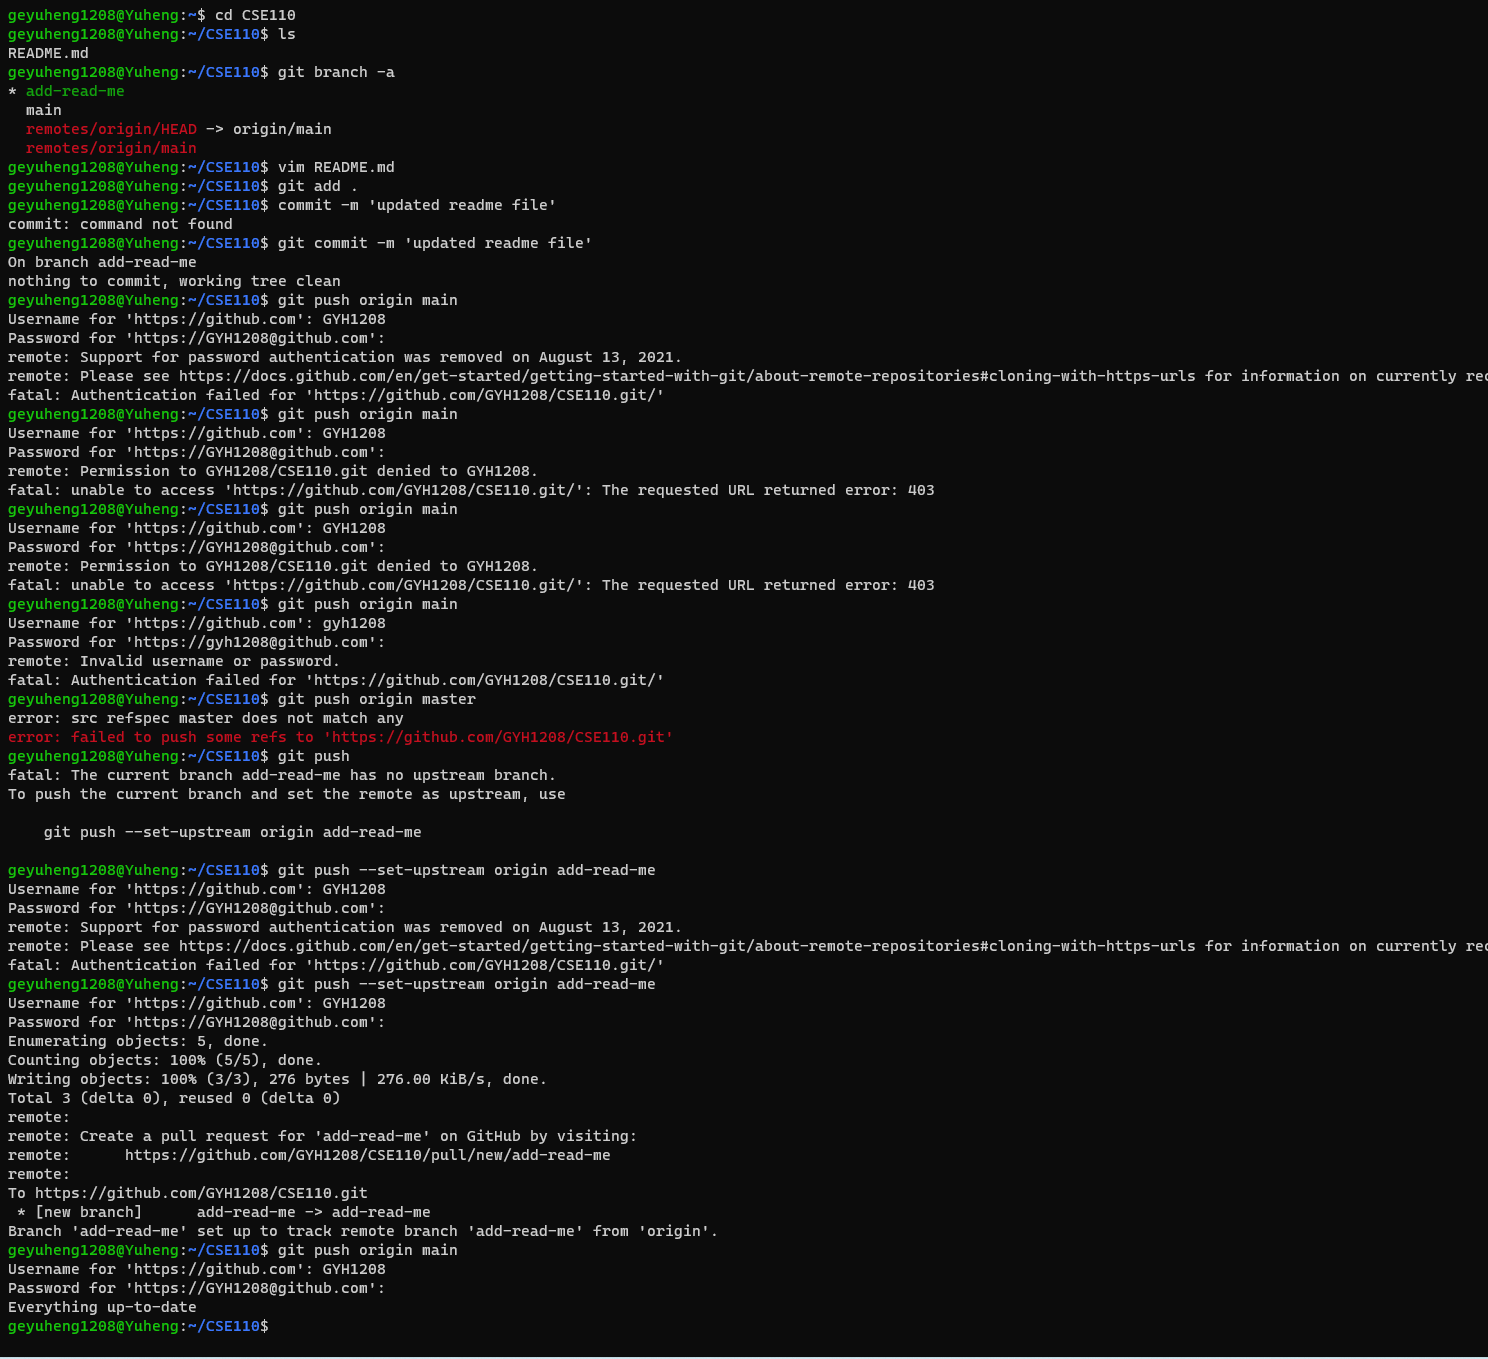 geyuheng1208@Yuheng:~$ cd CSE110
geyuheng1208@Yuheng:~/CSE110$ ls
README.md
geyuheng1208@Yuheng:~/CSE110$ git branch -a
* add-read-me
  main
  remotes/origin/HEAD -> origin/main
  remotes/origin/main
geyuheng1208@Yuheng:~/CSE110$ vim README.md
geyuheng1208@Yuheng:~/CSE110$ git add .
geyuheng1208@Yuheng:~/CSE110$ commit -m 'updated readme file'
commit: command not found
geyuheng1208@Yuheng:~/CSE110$ git commit -m 'updated readme file'
On branch add-read-me
nothing to commit, working tree clean
geyuheng1208@Yuheng:~/CSE110$ git push origin main
Username for 'https://github.com': GYH1208
Password for 'https://GYH1208@github.com':
remote: Support for password authentication was removed on August 13, 2021.
remote: Please see https://docs.github.com/en/get-started/getting-started-with-git/about-remote-repositories#cloning-with-https-urls for information on currently rec
fatal: Authentication failed for 'https://github.com/GYH1208/CSE110.git/'
geyuheng1208@Yuheng:~/CSE110$ git push origin main
Username for 'https://github.com': GYH1208
Password for 'https://GYH1208@github.com':
remote: Permission to GYH1208/CSE110.git denied to GYH1208.
fatal: unable to access 'https://github.com/GYH1208/CSE110.git/': The requested URL returned error: 403
geyuheng1208@Yuheng:~/CSE110$ git push origin main
Username for 'https://github.com': GYH1208
Password for 'https://GYH1208@github.com':
remote: Permission to GYH1208/CSE110.git denied to GYH1208.
fatal: unable to access 'https://github.com/GYH1208/CSE110.git/': The requested URL returned error: 403
geyuheng1208@Yuheng:~/CSE110$ git push origin main
Username for 'https://github.com': gyh1208
Password for 'https://gyh1208@github.com':
remote: Invalid username or password.
fatal: Authentication failed for 'https://github.com/GYH1208/CSE110.git/'
geyuheng1208@Yuheng:~/CSE110$ git push origin master
error: src refspec master does not match any
error: failed to push some refs to 'https://github.com/GYH1208/CSE110.git'
geyuheng1208@Yuheng:~/CSE110$ git push
fatal: The current branch add-read-me has no upstream branch.
To push the current branch and set the remote as upstream, use
    git push --set-upstream origin add-read-me
geyuheng1208@Yuheng:~/CSE110$ git push --set-upstream origin add-read-me
Username for 'https://github.com': GYH1208
Password for 'https://GYH1208@github.com':
remote: Support for password authentication was removed on August 13, 2021.
remote: Please see https://docs.github.com/en/get-started/getting-started-with-git/about-remote-repositories#cloning-with-https-urls for information on currently rec
fatal: Authentication failed for 'https://github.com/GYH1208/CSE110.git/'
geyuheng1208@Yuheng:~/CSE110$ git push --set-upstream origin add-read-me
Username for 'https://github.com': GYH1208
Password for 'https://GYH1208@github.com':
Enumerating objects: 5, done.
Counting objects: 100% (5/5), done.
Writing objects: 100% (3/3), 276 bytes | 276.00 KiB/s, done.
Total 3 (delta 0), reused 0 (delta 0)
remote:
remote: Create a pull request for 'add-read-me' on GitHub by visiting:
remote:      https://github.com/GYH1208/CSE110/pull/new/add-read-me
remote:
To https://github.com/GYH1208/CSE110.git
 * [new branch]      add-read-me -> add-read-me
Branch 'add-read-me' set up to track remote branch 'add-read-me' from 'origin'.
geyuheng1208@Yuheng:~/CSE110$ git push origin main
Username for 'https://github.com': GYH1208
Password for 'https://GYH1208@github.com':
Everything up-to-date
geyuheng1208@Yuheng:~/CSE110$